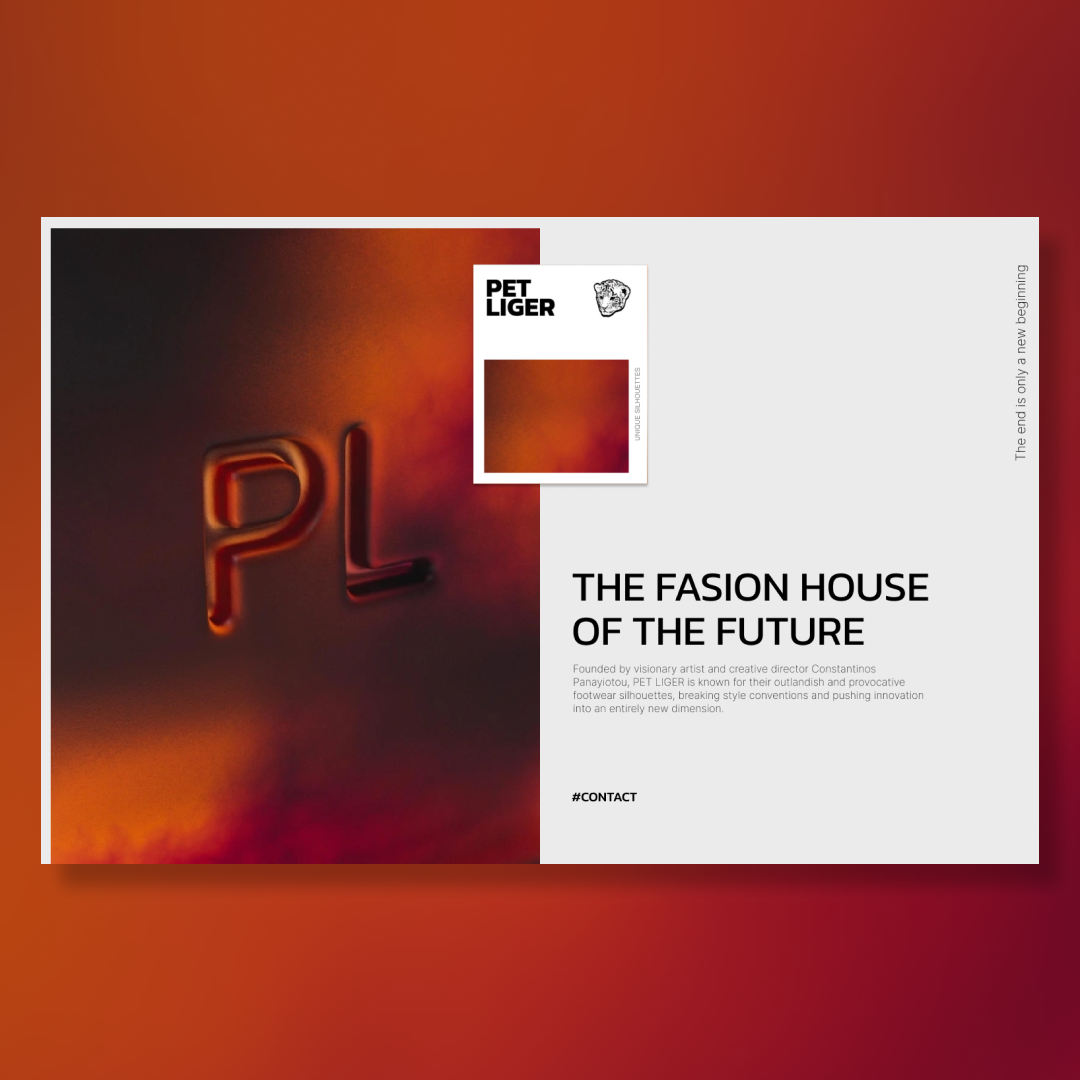 PL
PET
LIGER
UNIQUE SILHOUETTES
The end is only a new beginning
THE FASION HOUSE
OF THE FUTURE
Founded by visionary artist and creative director Constantinos
Panayiotou, PET LIGER is known for their outlandish and provocative
footwear silhouettes, breaking style conventions and pushing innovation
into an entirely new dimension.
#CONTACT